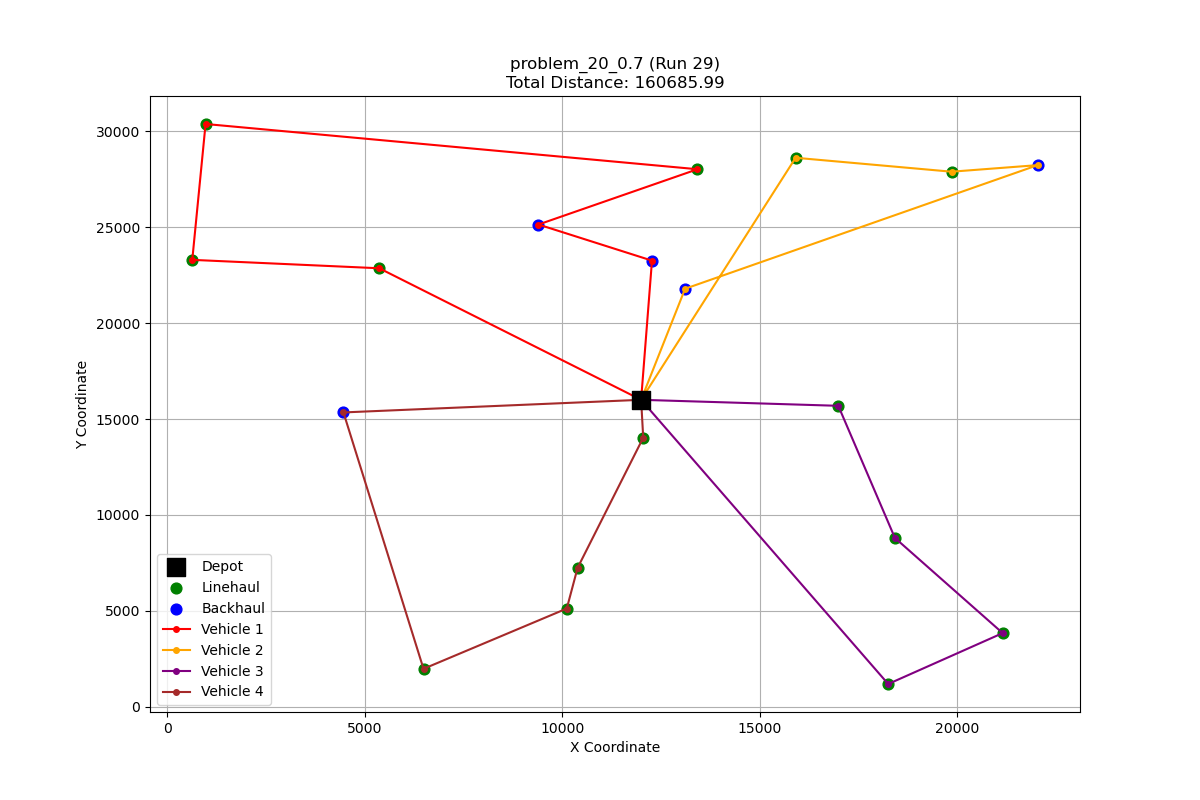 problem_20_0.7 (Run 29)
Total Distance: 160685.99
30000
25000
20000
15000
10000
5000
0
Y Coordinate
Depot
Linehaul
Backhaul
Vehicle 1
Vehicle 2
Vehicle 3
Vehicle 4
0 5000 10000 15000 20000
X Coordinate